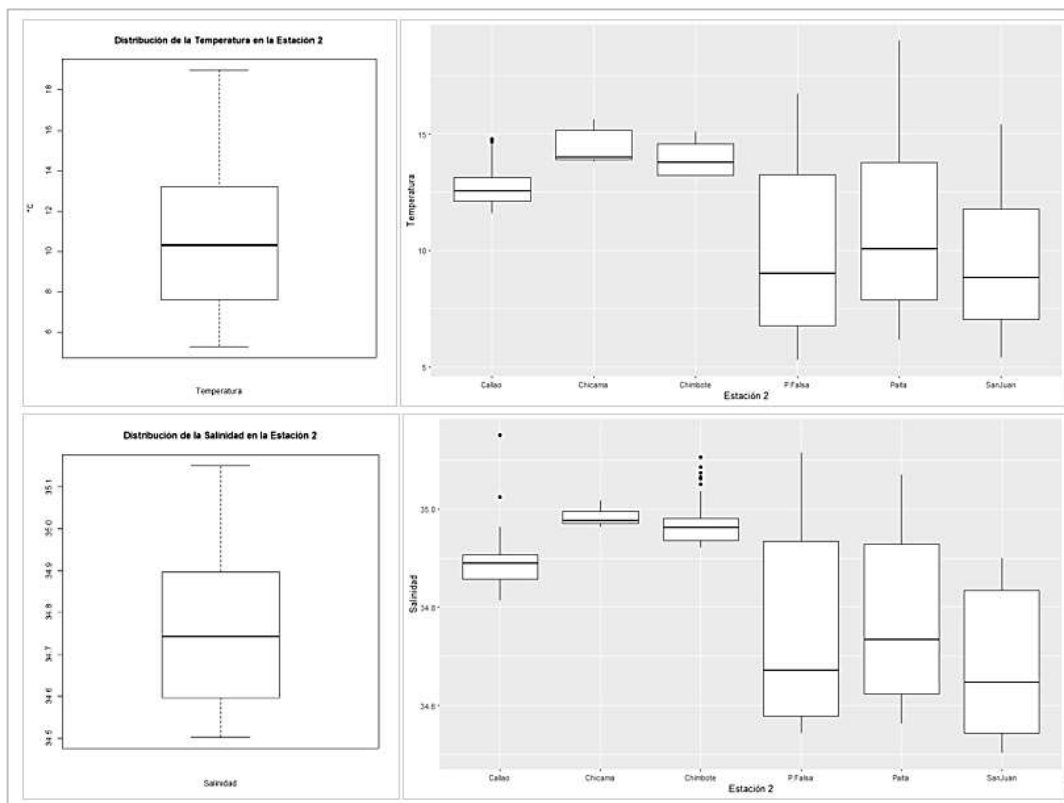 Distribución de la Temperatura en la Estación 2
18
16
14
12
10
8
6
°C
Temperatura
15
10
5
Temperatura
Callao
Chicama
Chimbote
P.Falsa
Paita
SanJuan
Estación 2
Distribución de la Salinidad en la Estación 2
35.1
35.0
34.9
34.8
34.7
34.6
34.5
Salinidad
35.0
34.8
34.6
Salinidad
Callao
Chicama
Chimbote
P.Falsa
Paita
SanJuan
Estación 2